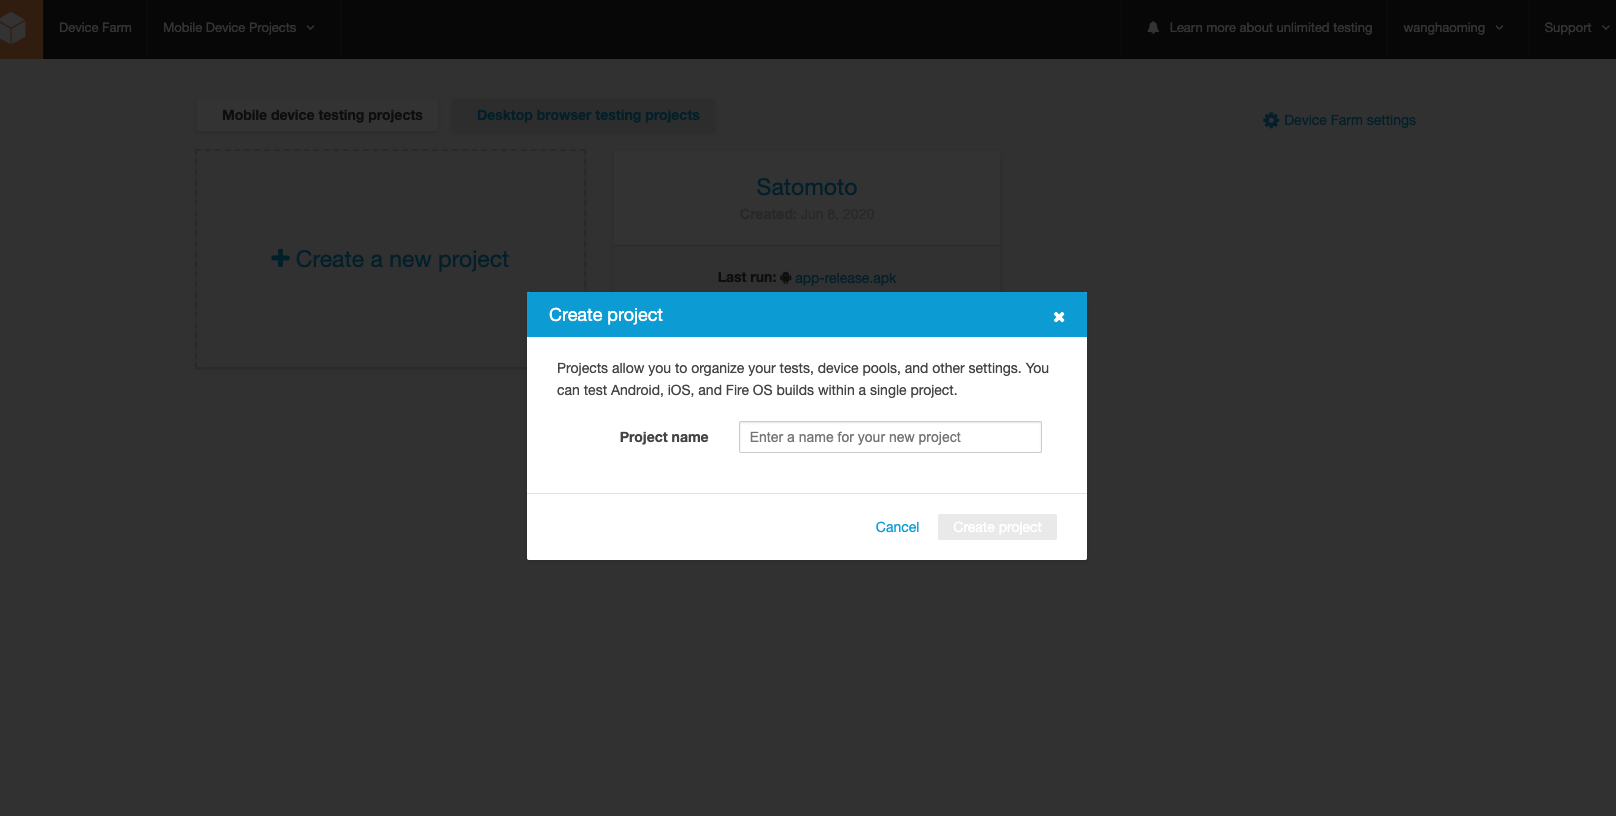 Device Farm
Mobile Device Projects
Learn more about unlimited testing
wanghaoming
Support
Mobile device testing projects
Desktop browser testing projects
Device Farm settings
Create a new project
Satomoto
Created: Jun 8, 2020
Last run: app-release.apk
Create project
Projects allow you to organize your tests, device pools, and other settings. You
can test Android, iOS, and Fire OS builds within a single project.
Project name
Enter a name for your new project
Cancel
Create project